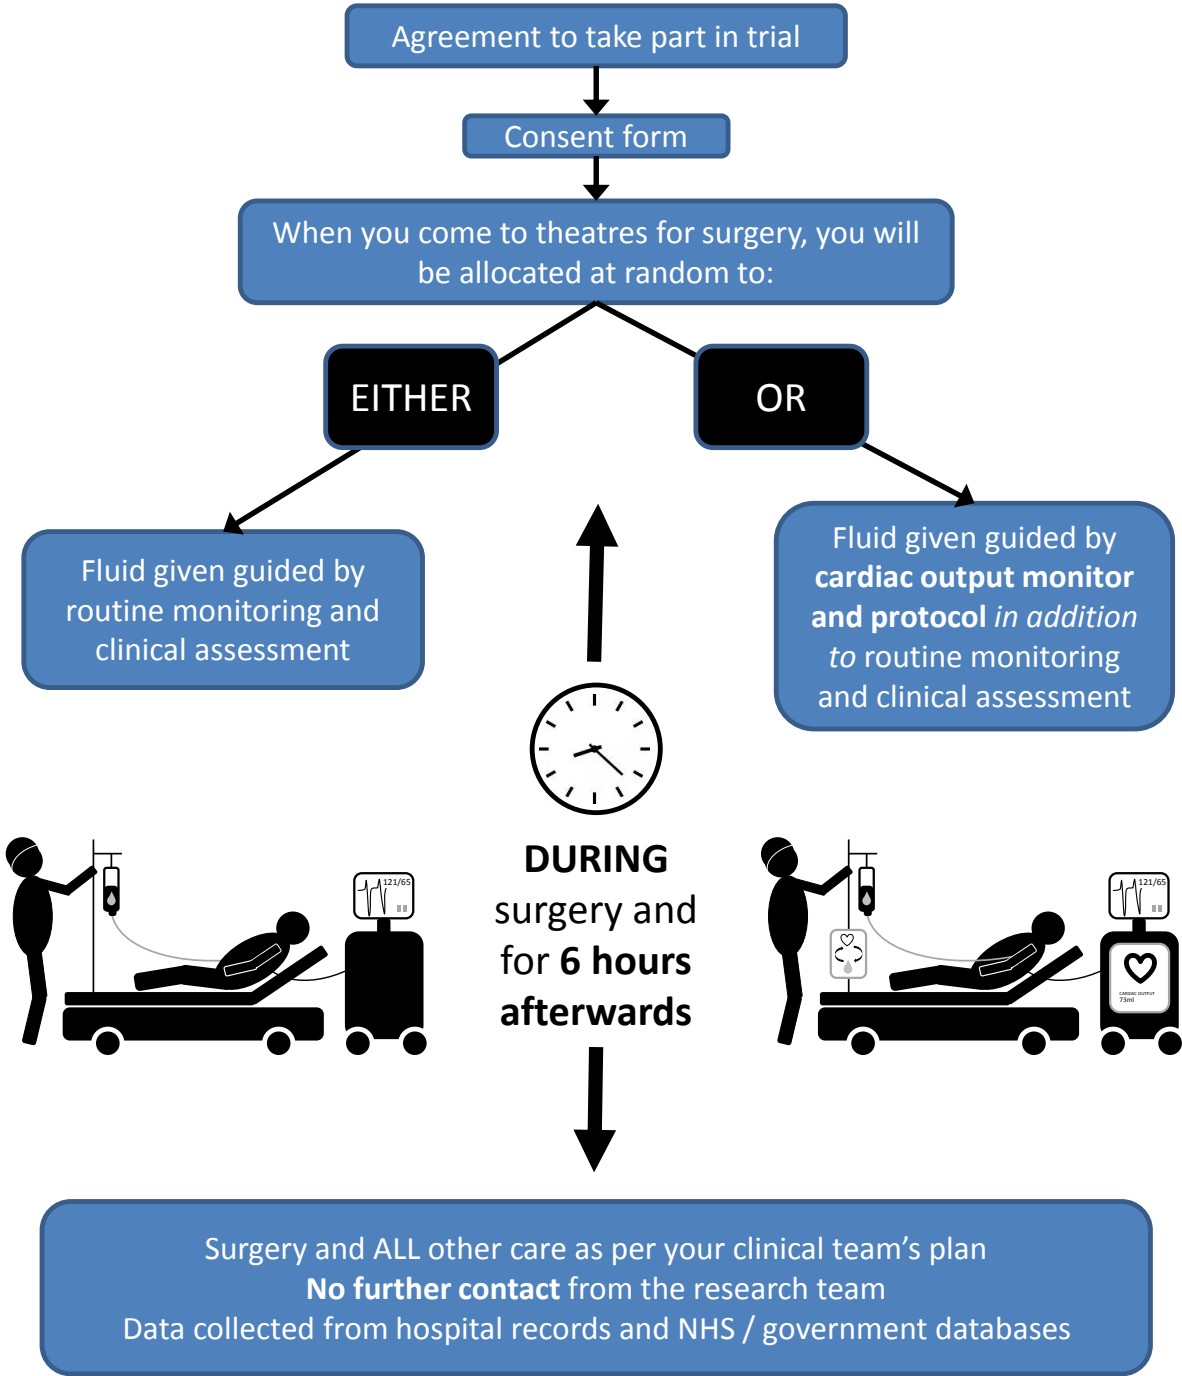 Agreement to take part in trial
Consent form
When you come to theatres for surgery, you will
be allocated at random to:
EITHER
OR
Fluid given guided by
routine monitoring and
clinical assessment
Fluid given guided by
cardiac output monitor
and protocol in addition
to routine monitoring
and clinical assessment
DURING
surgery and
for 6 hours
afterwards
121/65
121/65
CARDIAC OUTPUT
73ml
Surgery and ALL other care as per your clinical team’s plan
No further contact from the research team
Data collected from hospital records and NHS / government databases